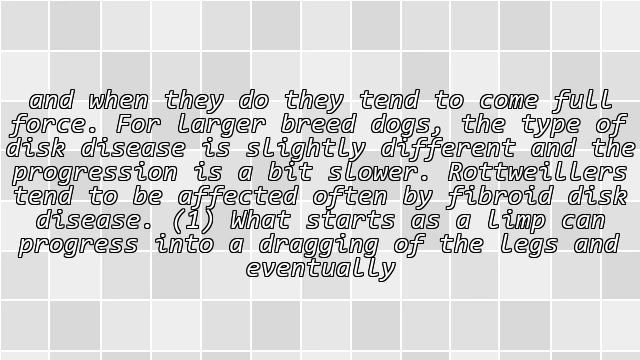 and when they do they tend to come full
force. For larger breed dogs, the type of
disk disease is slightly different and the
progression is a bit slower. Rottweillers
tend to be affected often by fibroid disk
disease. (1) What starts as a limp can
progress into a dragging of the legs and
eventually